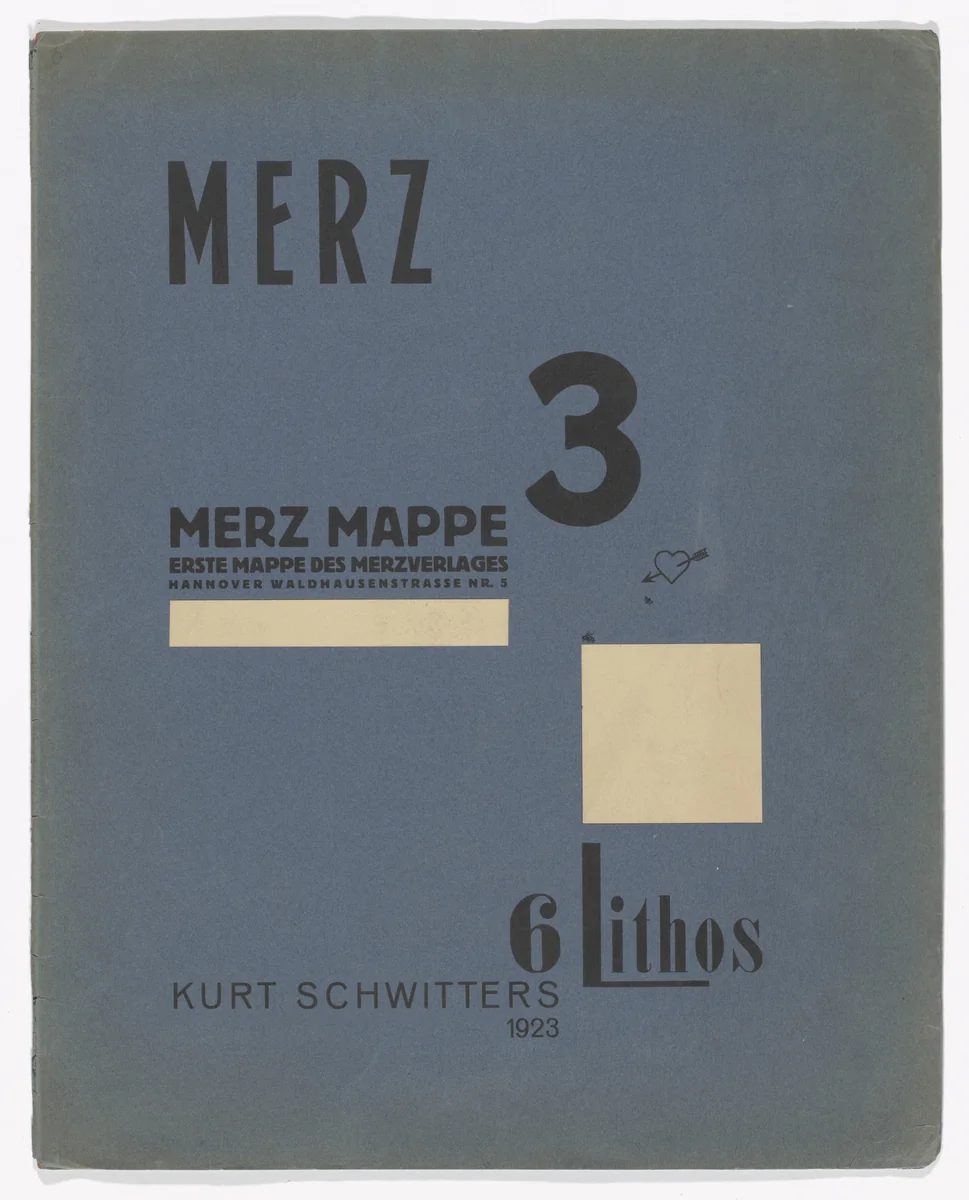 MERZ
3
MERZ MAPPE
ERSTE MAPPE DES MERZVERLAGES
HANNOVER WALDHAUSENSTRASSE NR. 5
6 Lithos
KURT SCHWITTERS
1923